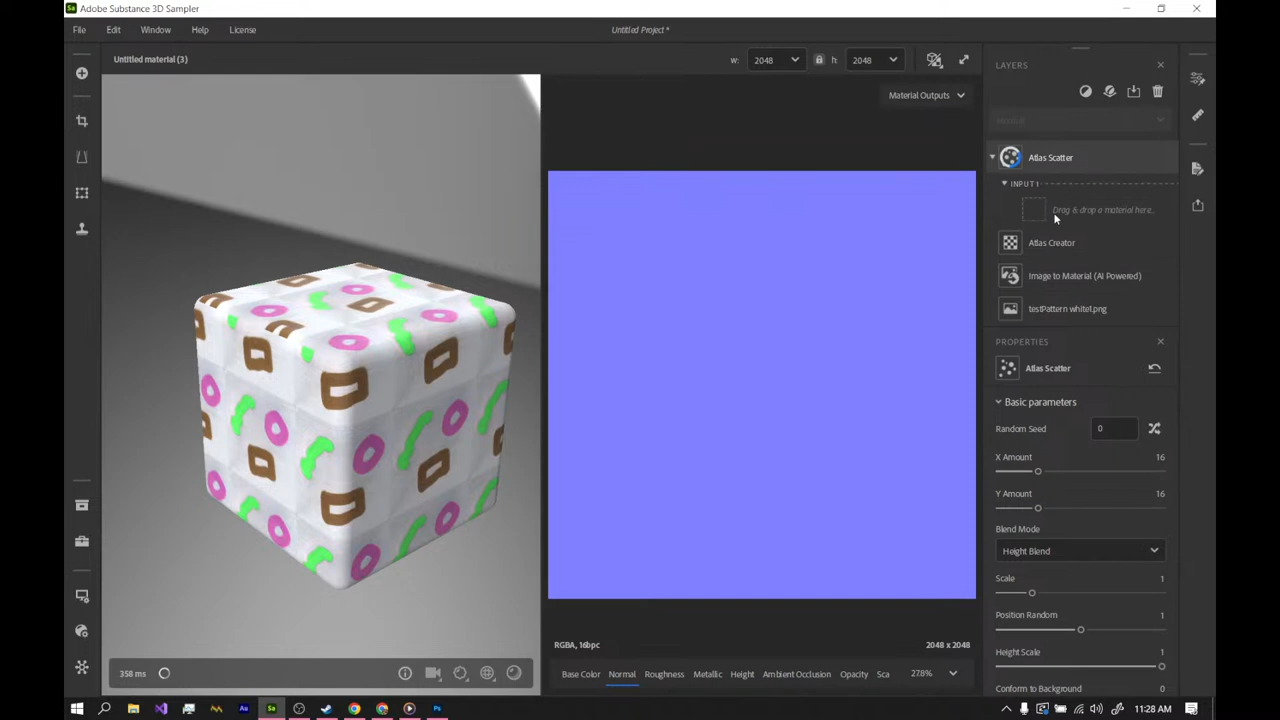 Adobe Substance 3D Sampler
File Edit Window Help License
Untitled Project *
Untitled material (3)
w: 2048 h: 2048
Material Outputs
LAYERS
Normal
Atlas Scatter
INPUT 1
Drag & drop a material here..
Atlas Creator
Image to Material (AI Powered)
testPattern white1.png
PROPERTIES
Atlas Scatter
Basic parameters
Random Seed 0
X Amount 16
Y Amount 16
Blend Mode
Height Blend
Scale 1
Position Random 1
Height Scale 1
Conform to Background 0
RGBA, 16bpc 2048 x 2048
358 ms
Base Color Normal Roughness Metallic Height Ambient Occlusion Opacity Sca 27.8%
11:28 AM